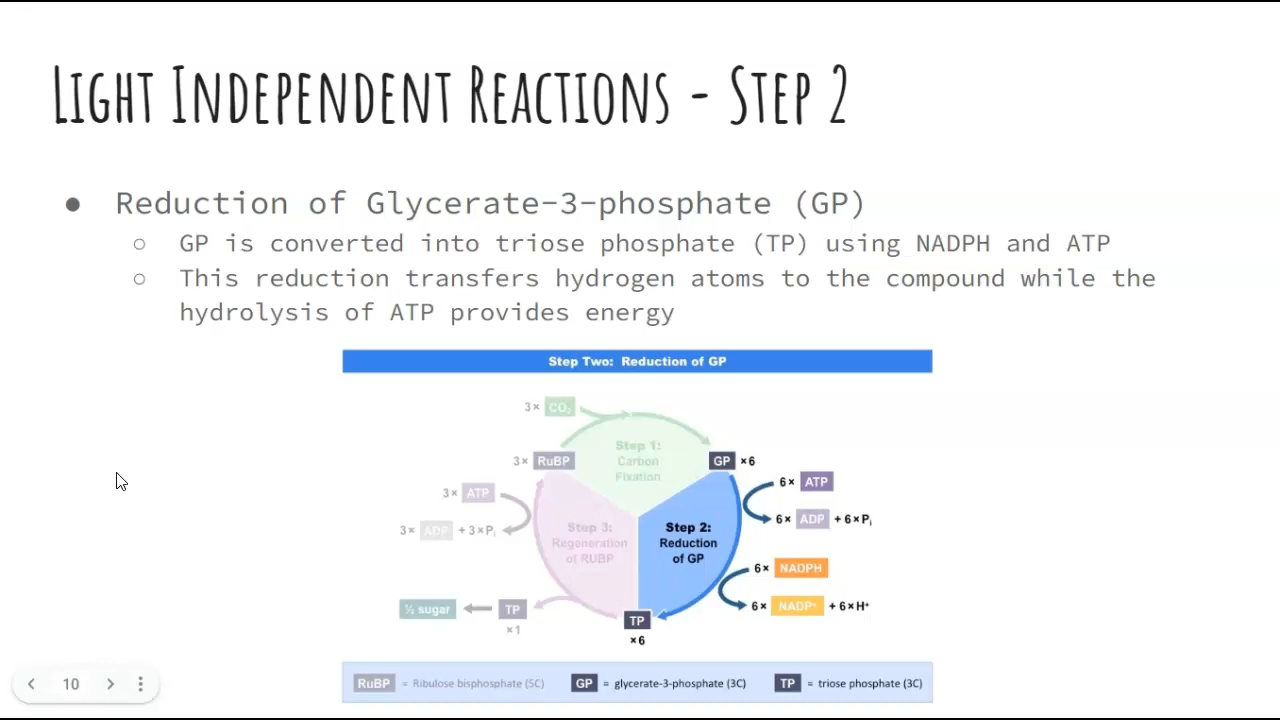 Light Independent Reactions - Step 2
● Reduction of Glycerate-3-phosphate (GP)
○ GP is converted into triose phosphate (TP) using NADPH and ATP
○ This reduction transfers hydrogen atoms to the compound while the
hydrolysis of ATP provides energy
Step Two: Reduction of GP
3× CO₂
Step 1:
Carbon
Fixation
3× RuBP
GP ×6
3× ATP
6× ATP
3× ADP + 3×Pᵢ
6× ADP + 6×Pᵢ
Step 3:
Regeneration
of RUBP
Step 2:
Reduction
of GP
6× NADPH
½ sugar
TP
×1
6× NADP⁺ + 6×H⁺
TP
×6
RuBP = Ribulose bisphosphate (5C) GP = glycerate-3-phosphate (3C) TP = triose phosphate (3C)
10